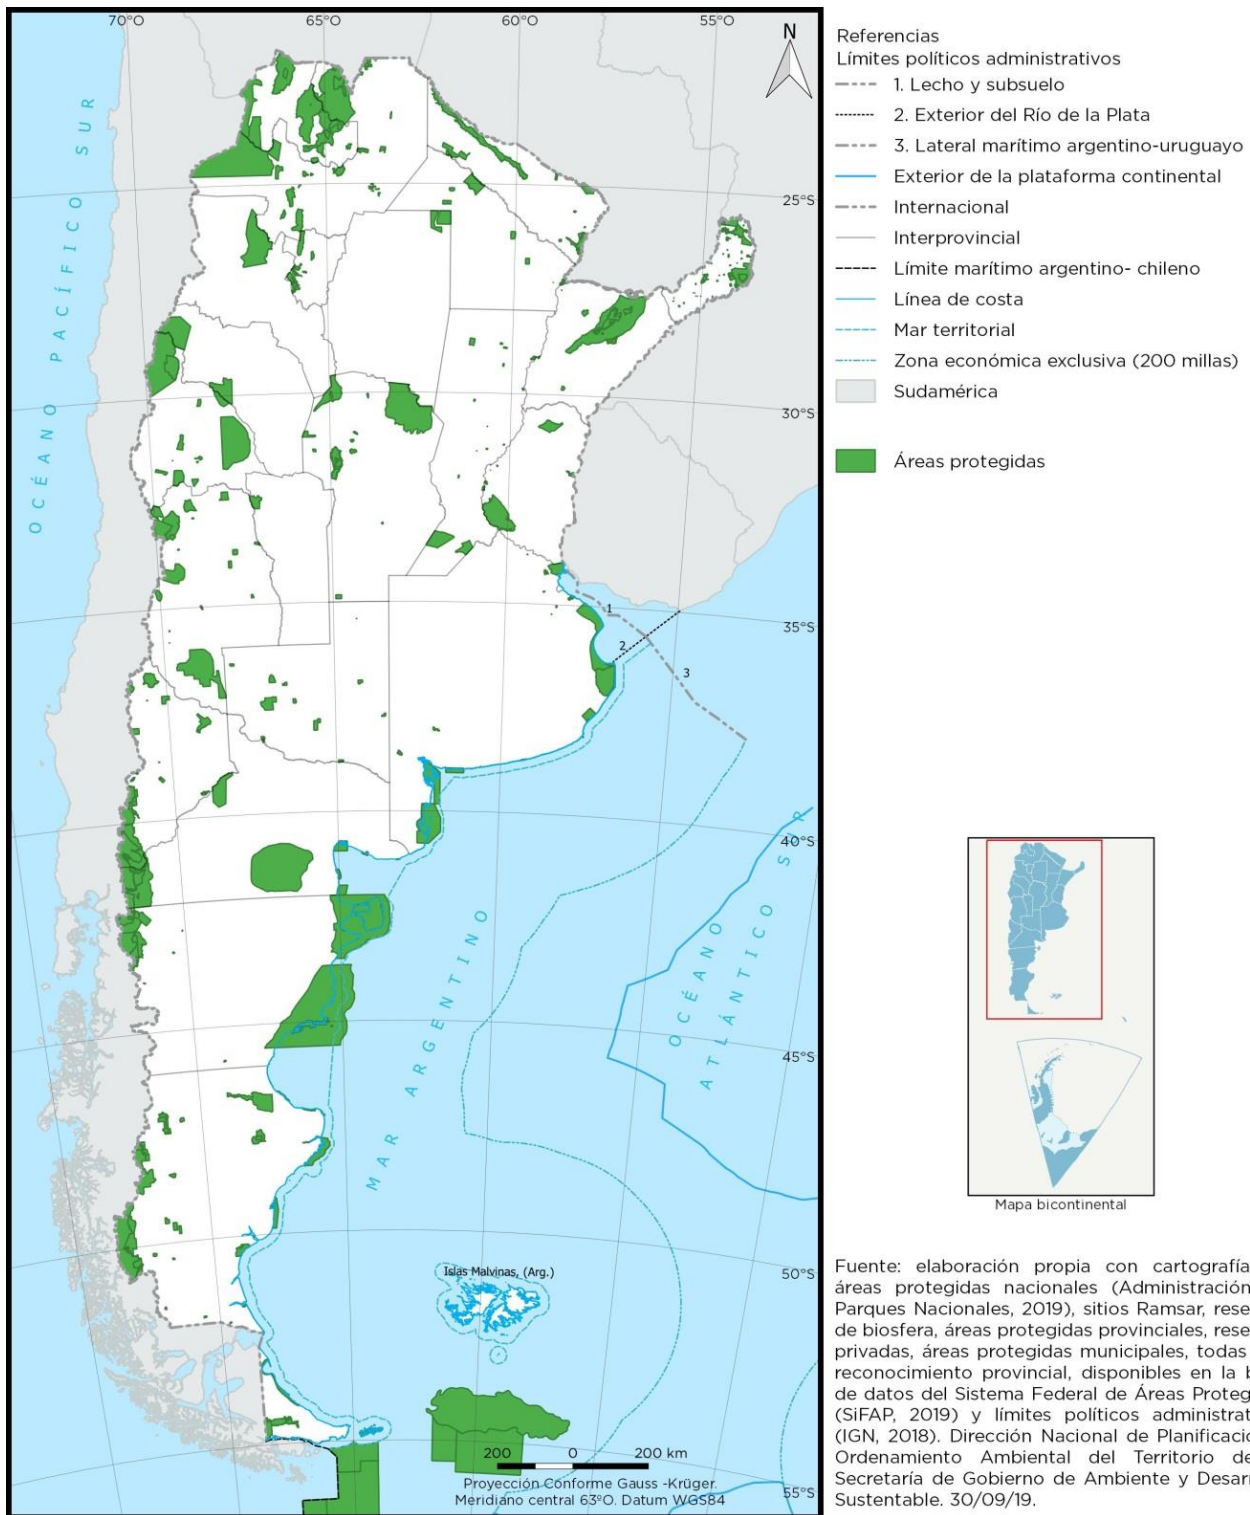 70°O 65°O 60°O 55°O
N
Referencias
Límites políticos administrativos
1. Lecho y subsuelo
2. Exterior del Río de la Plata
3. Lateral marítimo argentino-uruguayo
Exterior de la plataforma continental
Internacional
Interprovincial
Límite marítimo argentino- chileno
Línea de costa
Mar territorial
Zona económica exclusiva (200 millas)
Sudamérica
Áreas protegidas
OCÉANO PACÍFICO SUR
25°S
30°S
35°S
1
2
3
40°S
OCÉANO
ATLÁNTICO SUR
MAR ARGENTINO
45°S
50°S
Islas Malvinas, (Arg.)
200 0 200 km
Proyección Conforme Gauss -Krüger.
Meridiano central 63°O. Datum WGS84
55°S
Mapa bicontinental
Fuente: elaboración propia con cartografía
áreas protegidas nacionales (Administración
Parques Nacionales, 2019), sitios Ramsar, rese
de biosfera, áreas protegidas provinciales, rese
privadas, áreas protegidas municipales, todas
reconocimiento provincial, disponibles en la b
de datos del Sistema Federal de Áreas Proteg
(SiFAP, 2019) y límites políticos administrat
(IGN, 2018). Dirección Nacional de Planificació
Ordenamiento Ambiental del Territorio de
Secretaría de Gobierno de Ambiente y Desarr
Sustentable. 30/09/19.